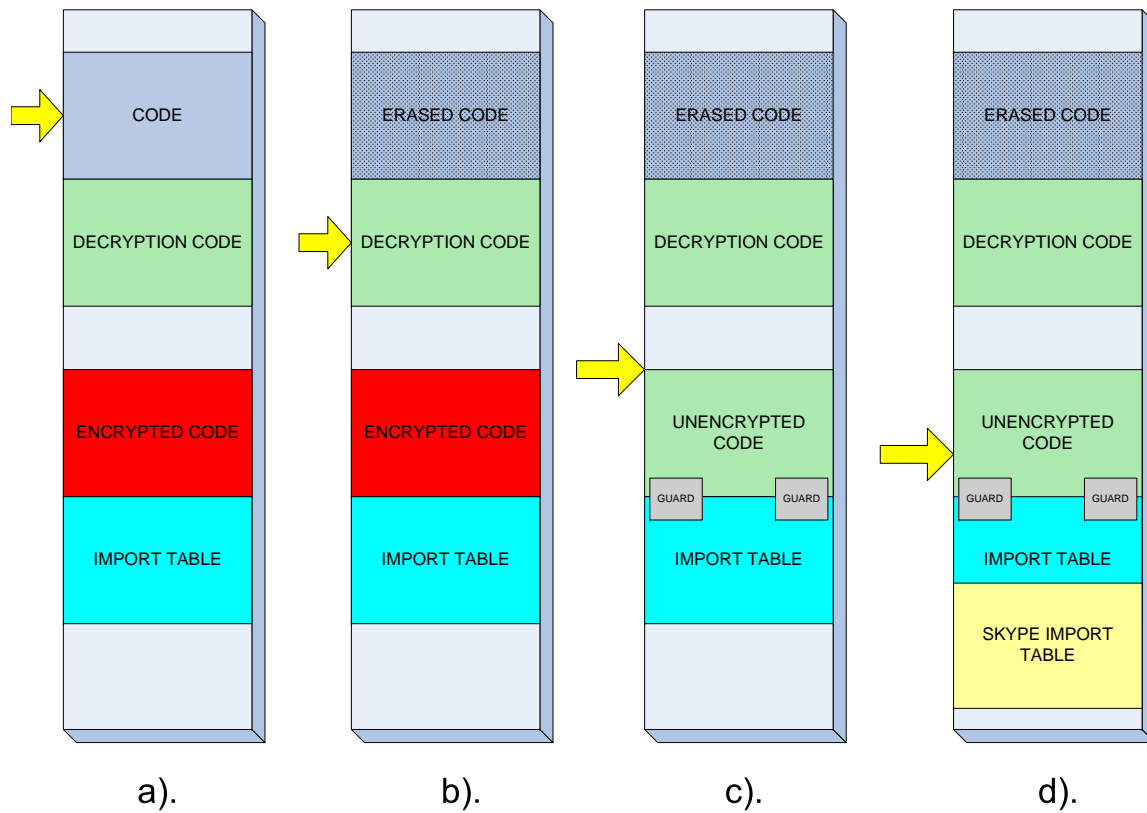 CODE
DECRYPTION CODE
ENCRYPTED CODE
IMPORT TABLE
a).
ERASED CODE
DECRYPTION CODE
ENCRYPTED CODE
IMPORT TABLE
b).
ERASED CODE
DECRYPTION CODE
UNENCRYPTED
CODE
GUARD
GUARD
IMPORT TABLE
c).
ERASED CODE
DECRYPTION CODE
UNENCRYPTED
CODE
GUARD
GUARD
IMPORT TABLE
SKYPE IMPORT
TABLE
d).